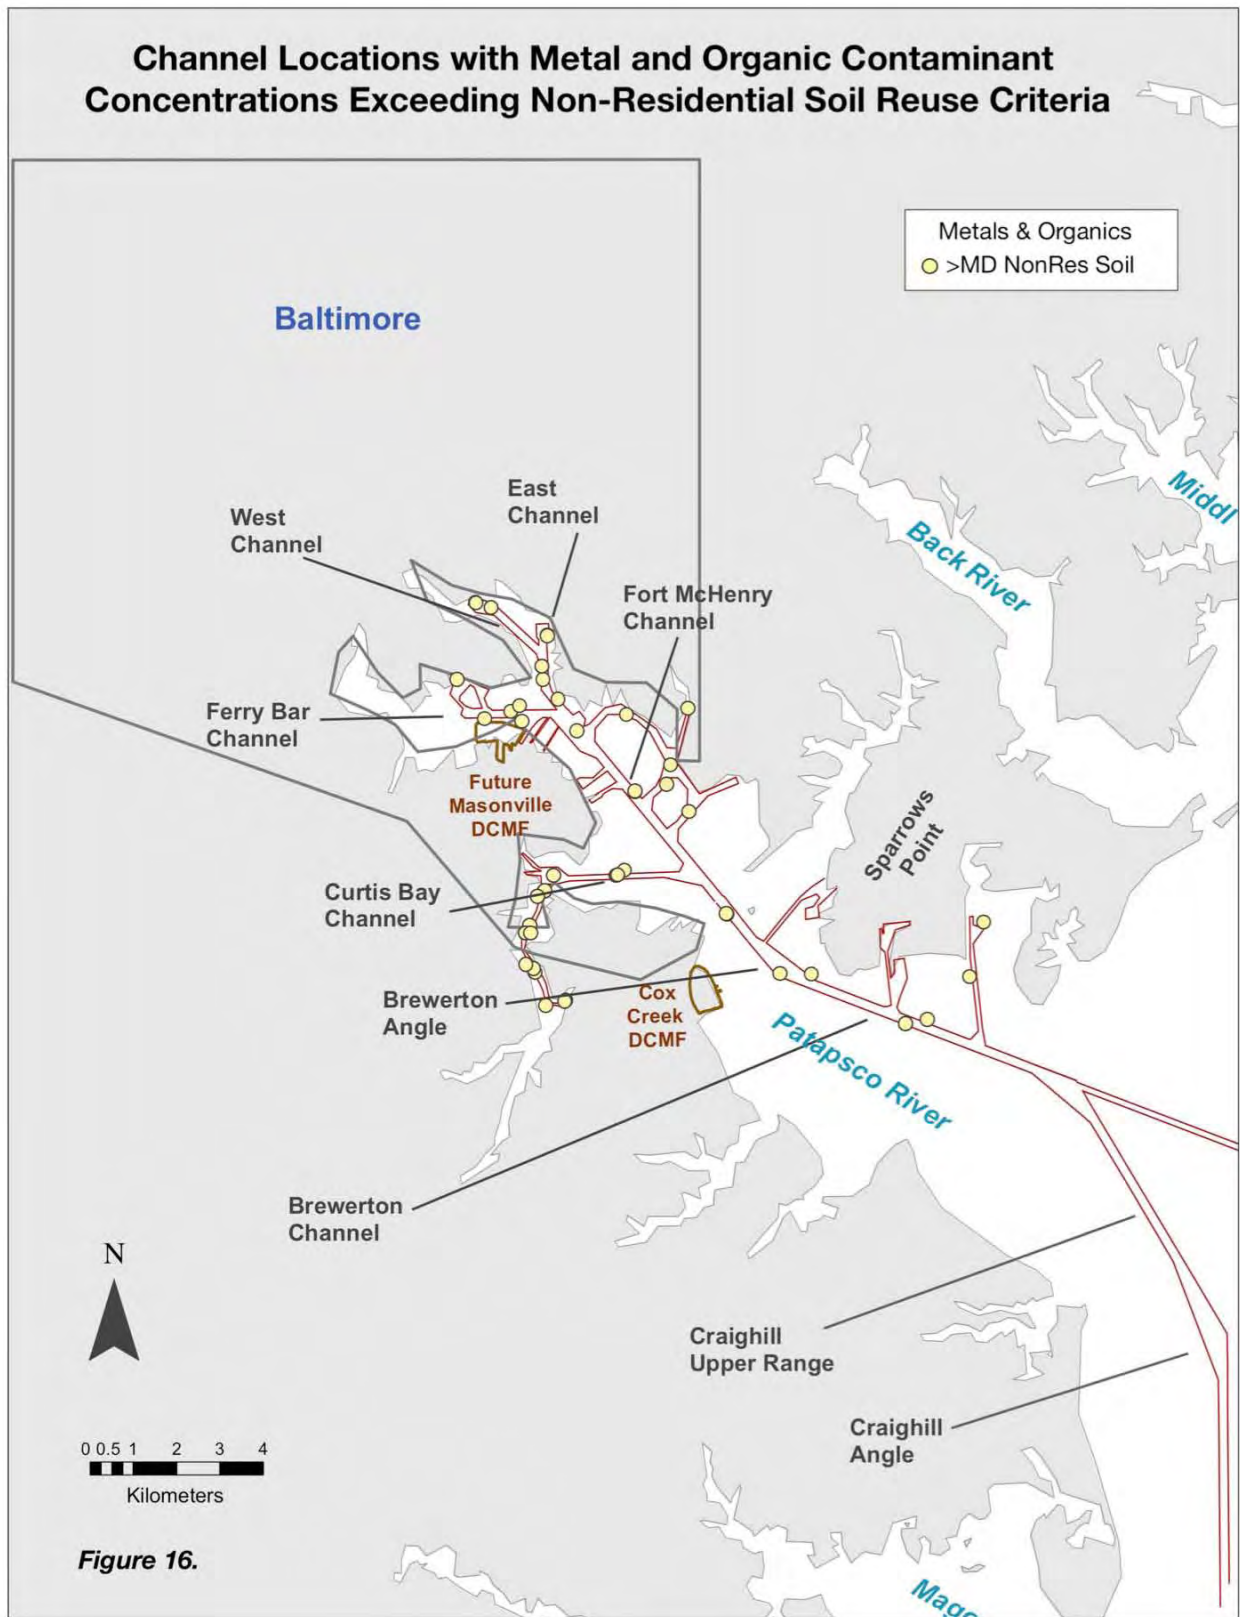 Channel Locations with Metal and Organic Contaminant
Concentrations Exceeding Non-Residential Soil Reuse Criteria
Metals & Organics
>MD NonRes Soil
Baltimore
Middl
Back River
East
Channel
West
Channel
Fort McHenry
Channel
Ferry Bar
Channel
Future
Masonville
DCMF
Sparrows
Point
Curtis Bay
Channel
Brewerton
Angle
Cox
Creek
DCMF
Patapsco River
Brewerton
Channel
N
Craighill
Upper Range
Craighill
Angle
0 0.5 1 2 3 4
Kilometers
Figure 16.
Mago